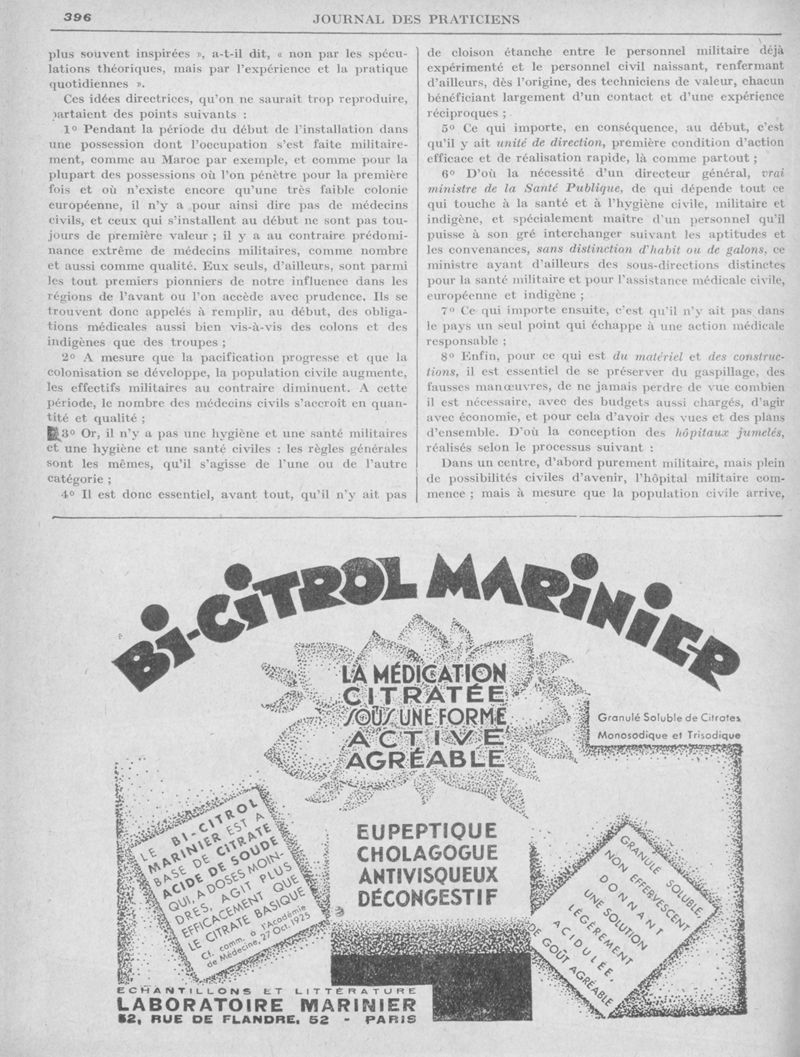 396
JOURNAL DES PRATICIENS
plus souvent inspirées », a-t-il dit, « non par les spécu-
lations théoriques, mais par l'expérience et la pratique
quotidiennes ».
Ces idées directrices, qu'on ne saurait trop reproduire,
partaient des points suivants :
1º Pendant la période du début de l'installation dans
une possession dont l'occupation s'est faite militaire-
ment, comme au Maroc par exemple, et comme pour la
plupart des possessions où l'on pénètre pour la première
fois et où n'existe encore qu'une très faible colonie
européenne, il n'y a pour ainsi dire pas de médecins
civils, et ceux qui s'installent au début ne sont pas tou-
jours de première valeur ; il y a au contraire prédomi-
nance extrême de médecins militaires, comme nombre
et aussi comme qualité. Eux seuls, d'ailleurs, sont parmi
les tout premiers pionniers de notre influence dans les
régions de l'avant ou l'on accède avec prudence. Ils se
trouvent donc appelés à remplir, au début, des obliga-
tions médicales aussi bien vis-à-vis des colons et des
indigènes que des troupes ;
2º A mesure que la pacification progresse et que la
colonisation se développe, la population civile augmente,
les effectifs militaires au contraire diminuent. A cette
période, le nombre des médecins civils s'accroît en quan-
tité et qualité ;
3º Or, il n'y a pas une hygiène et une santé militaires
et une hygiène et une santé civiles : les règles générales
sont les mêmes, qu'il s'agisse de l'une ou de l'autre
catégorie ;
4º Il est donc essentiel, avant tout, qu'il n'y ait pas
de cloison étanche entre le personnel militaire déjà
expérimenté et le personnel civil naissant, renfermant
d'ailleurs, dès l'origine, des techniciens de valeur, chacun
bénéficiant largement d'un contact et d'une expérience
réciproques ;
5º Ce qui importe, en conséquence, au début, c'est
qu'il y ait unité de direction, première condition d'action
efficace et de réalisation rapide, là comme partout ;
6º D'où la nécessité d'un directeur général, vrai
ministre de la Santé Publique, de qui dépende tout ce
qui touche à la santé et à l'hygiène civile, militaire et
indigène, et spécialement maître d'un personnel qu'il
puisse à son gré interchanger suivant les aptitudes et
les convenances, sans distinction d'habit ou de galons, ce
ministre ayant d'ailleurs des sous-directions distinctes
pour la santé militaire et pour l'assistance médicale civile,
européenne et indigène ;
7º Ce qui importe ensuite, c'est qu'il n'y ait pas dans
le pays un seul point qui échappe à une action médicale
responsable ;
8º Enfin, pour ce qui est du matériel et des construc-
tions, il est essentiel de se préserver du gaspillage, des
fausses manœuvres, de ne jamais perdre de vue combien
il est nécessaire, avec des budgets aussi chargés, d'agir
avec économie, et pour cela d'avoir des vues et des plans
d'ensemble. D'où la conception des hôpitaux jumelés,
réalisés selon le processus suivant :
Dans un centre, d'abord purement militaire, mais plein
de possibilités civiles d'avenir, l'hôpital militaire com-
mence ; mais à mesure que la population civile arrive,
BI-CITROL MARINIER
LA MÉDICATION
CITRATÉE
SOUS UNE FORME
ACTIVE
AGRÉABLE
Granulé Soluble de Citrates
Monosodique et Trisodique
LE BI-CITROL
MARINIER EST A
BASE DE CITRATE
ACIDE DE SOUDE
QUI, A DOSES MOIN-
DRES, AGIT PLUS
EFFICACEMENT QUE
LE CITRATE BASIQUE
Cf. comm. à l'Académie
de Médecine, 27 Oct. 1925
EUPEPTIQUE
CHOLAGOGUE
ANTIVISQUEUX
DÉCONGESTIF
GRANULE SOLUBLE
NON EFFERVESCENT
DONNANT
UNE SOLUTION
LÉGÈREMENT
ACIDULÉE
DE GOÛT AGRÉABLE
ECHANTILLONS ET LITTÉRATURE
LABORATOIRE MARINIER
52, RUE DE FLANDRE, 52 - PARIS